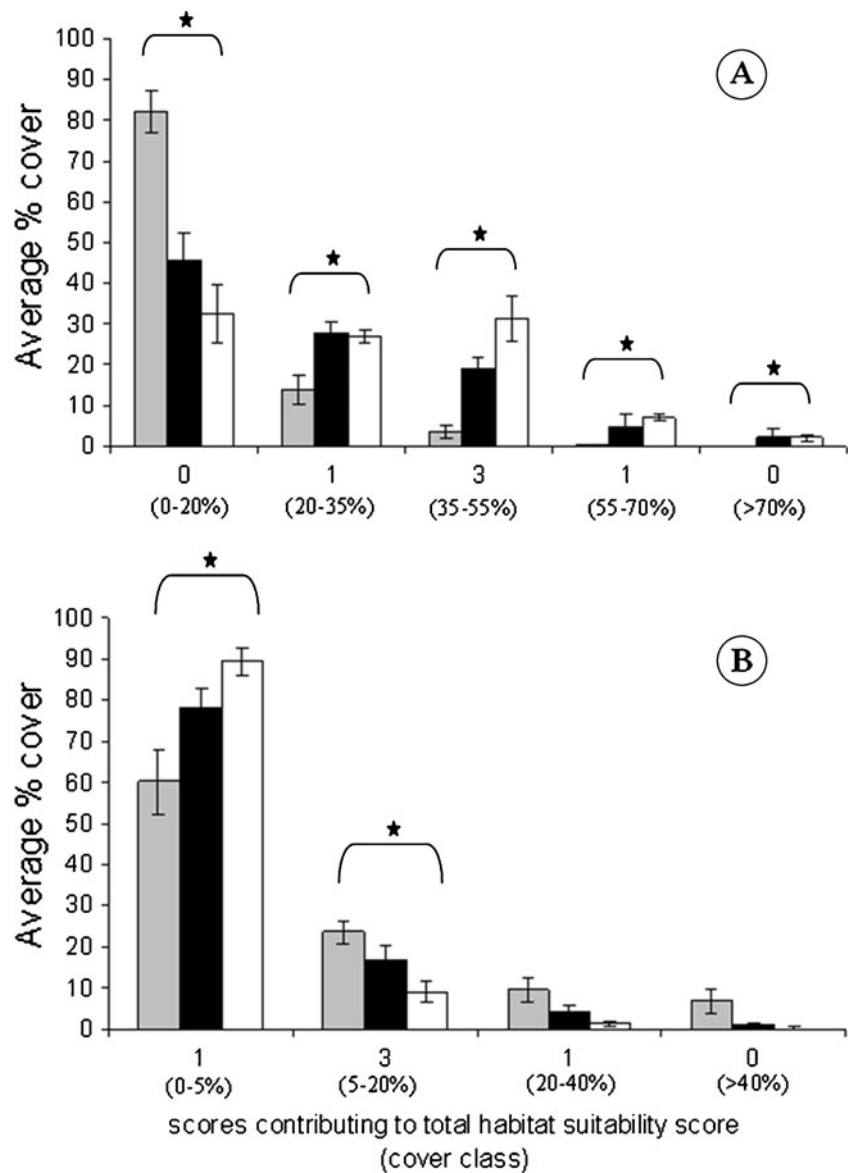 A
Average % cover
100
90
80
70
60
50
40
30
20
10
0
0 1 3 1 0
(0-20%) (20-35%) (35-55%) (55-70%) (>70%)
B
Average % cover
100
90
80
70
60
50
40
30
20
10
0
1 3 1 0
(0-5%) (5-20%) (20-40%) (>40%)
scores contributing to total habitat suitability score
(cover class)